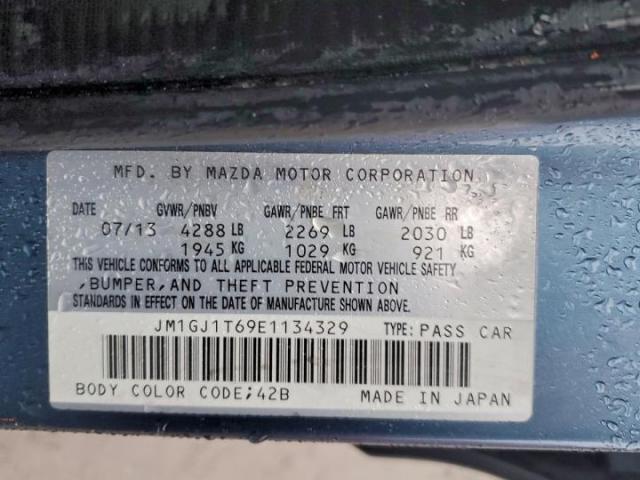 MFD. BY MAZDA MOTOR CORPORATION
DATE GVWR/PNBV GAWR/PNBE FRT GAWR/PNBE RR
07/13 4288 LB 2269 LB 2030 LB
1945 KG 1029 KG 921 KG
THIS VEHICLE CONFORMS TO ALL APPLICABLE FEDERAL MOTOR VEHICLE SAFETY
,BUMPER,AND THEFT PREVENTION
STANDARDS IN EFFECT ON THE DATE OF MANUFACTURE SHOWN ABOVE.
JM1GJ1T69E1134329 TYPE: PASS CAR
BODY COLOR CODE;42B MADE IN JAPAN